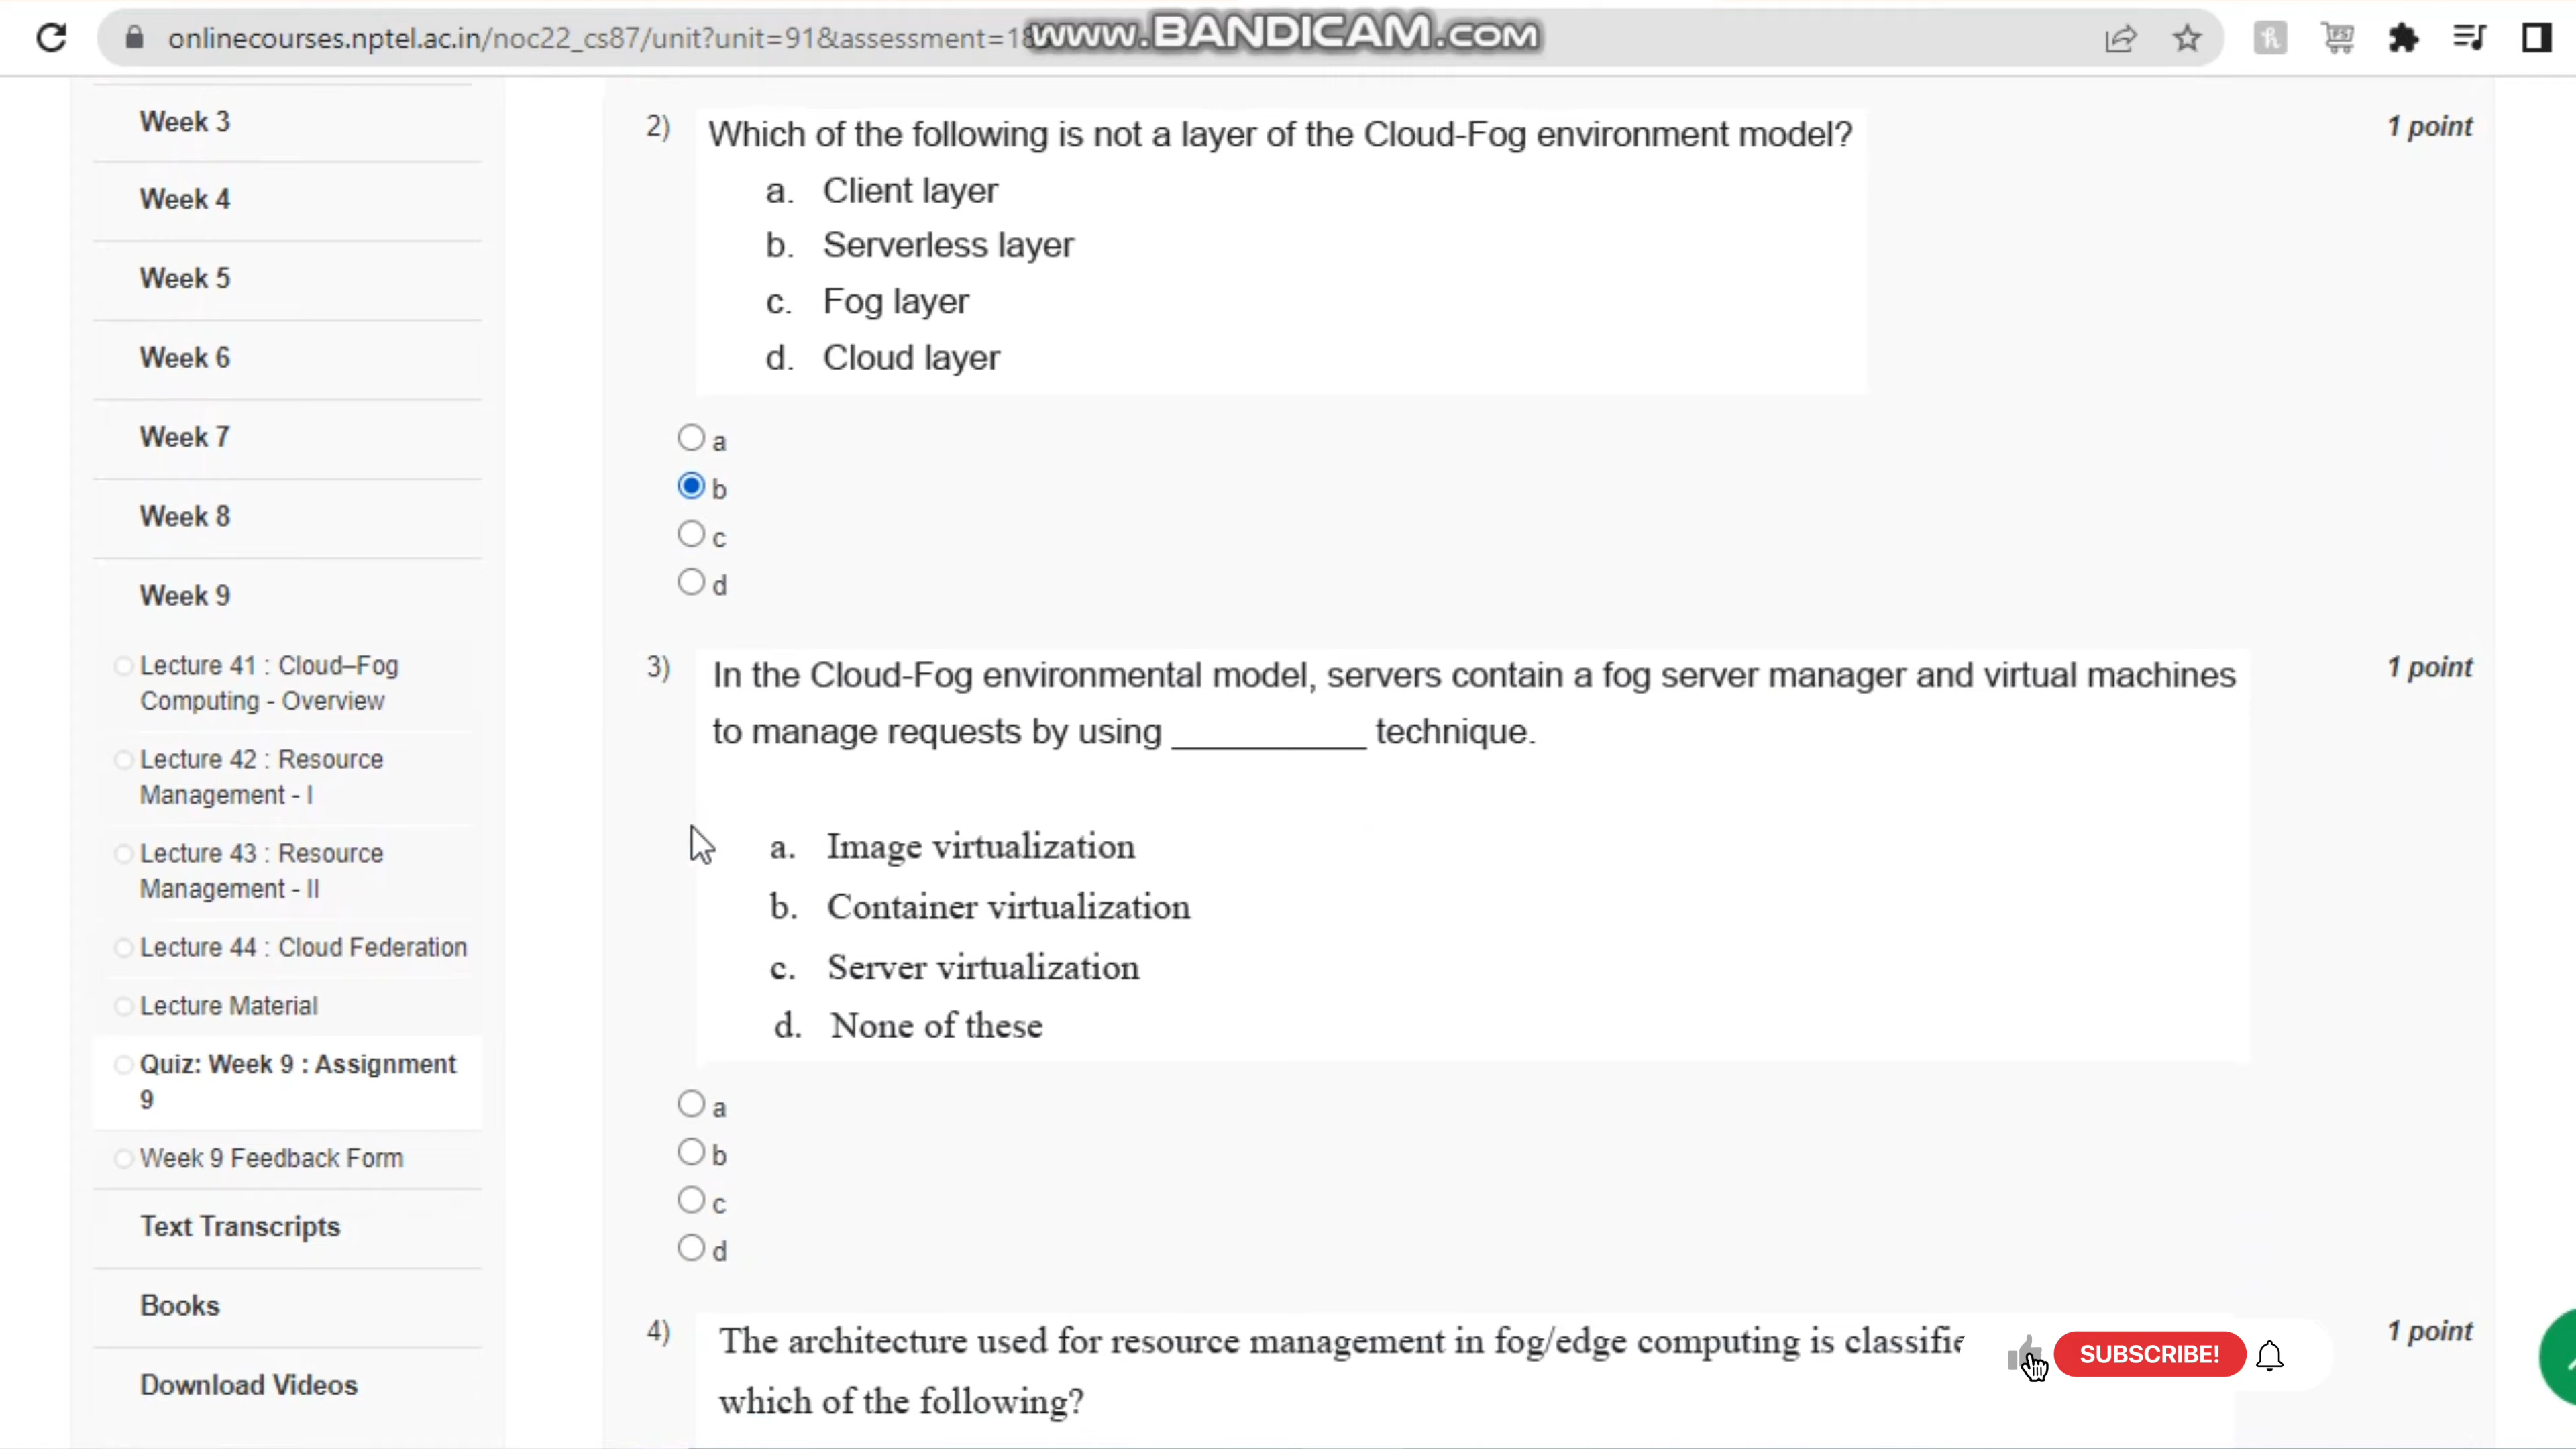 onlinecourses.nptel.ac.in/noc22_cs87/unit?unit=91&assessment=18
www.BANDICAM.com
Week 3
Week 4
Week 5
Week 6
Week 7
Week 8
Week 9
Lecture 41 : Cloud–Fog
Computing - Overview
Lecture 42 : Resource
Management - I
Lecture 43 : Resource
Management - II
Lecture 44 : Cloud Federation
Lecture Material
Quiz: Week 9 : Assignment
9
Week 9 Feedback Form
Text Transcripts
Books
Download Videos
2) Which of the following is not a layer of the Cloud-Fog environment model? 1 point
a. Client layer
b. Serverless layer
c. Fog layer
d. Cloud layer
a
b
c
d
3) In the Cloud-Fog environmental model, servers contain a fog server manager and virtual machines 1 point
to manage requests by using __________ technique.
a. Image virtualization
b. Container virtualization
c. Server virtualization
d. None of these
a
b
c
d
4) The architecture used for resource management in fog/edge computing is 1 point
which of the following?
SUBSCRIBE!